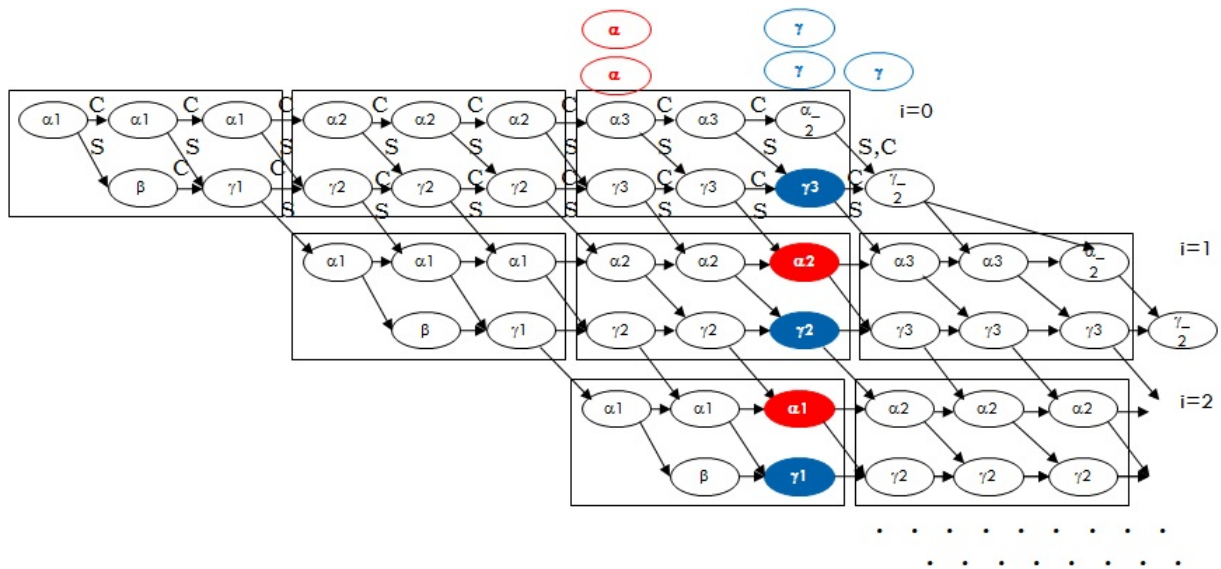 α γ
α γ γ
C C C C C C C C
α1 α1 α1 α2 α2 α2 α3 α3 α_2 i=0
S S S S S S S S S,C
C C C C C C C C
β γ1 γ2 γ2 γ2 γ3 γ3 γ3 γ_2
S S S S S S S
α1 α1 α1 α2 α2 α2 α3 α3 α_2 i=1
β γ1 γ2 γ2 γ2 γ3 γ3 γ3 γ_2
α1 α1 α1 α2 α2 α2 i=2
β γ1 γ2 γ2 γ2
. . . . . . . . .
. . . . . . . .